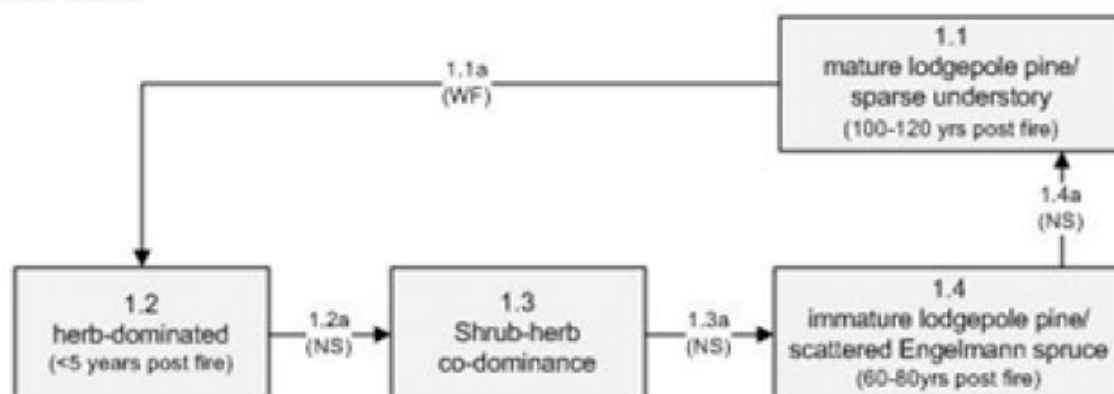 1.1
mature lodgepole pine/
sparse understory
(100-120 yrs post fire)
1.1a
(WF)
1.4a
(NS)
1.2
herb-dominated
(<5 years post fire)
1.2a
(NS)
1.3
Shrub-herb
co-dominance
1.3a
(NS)
1.4
immature lodgepole pine/
scattered Engelmann spruce
(60-80yrs post fire)